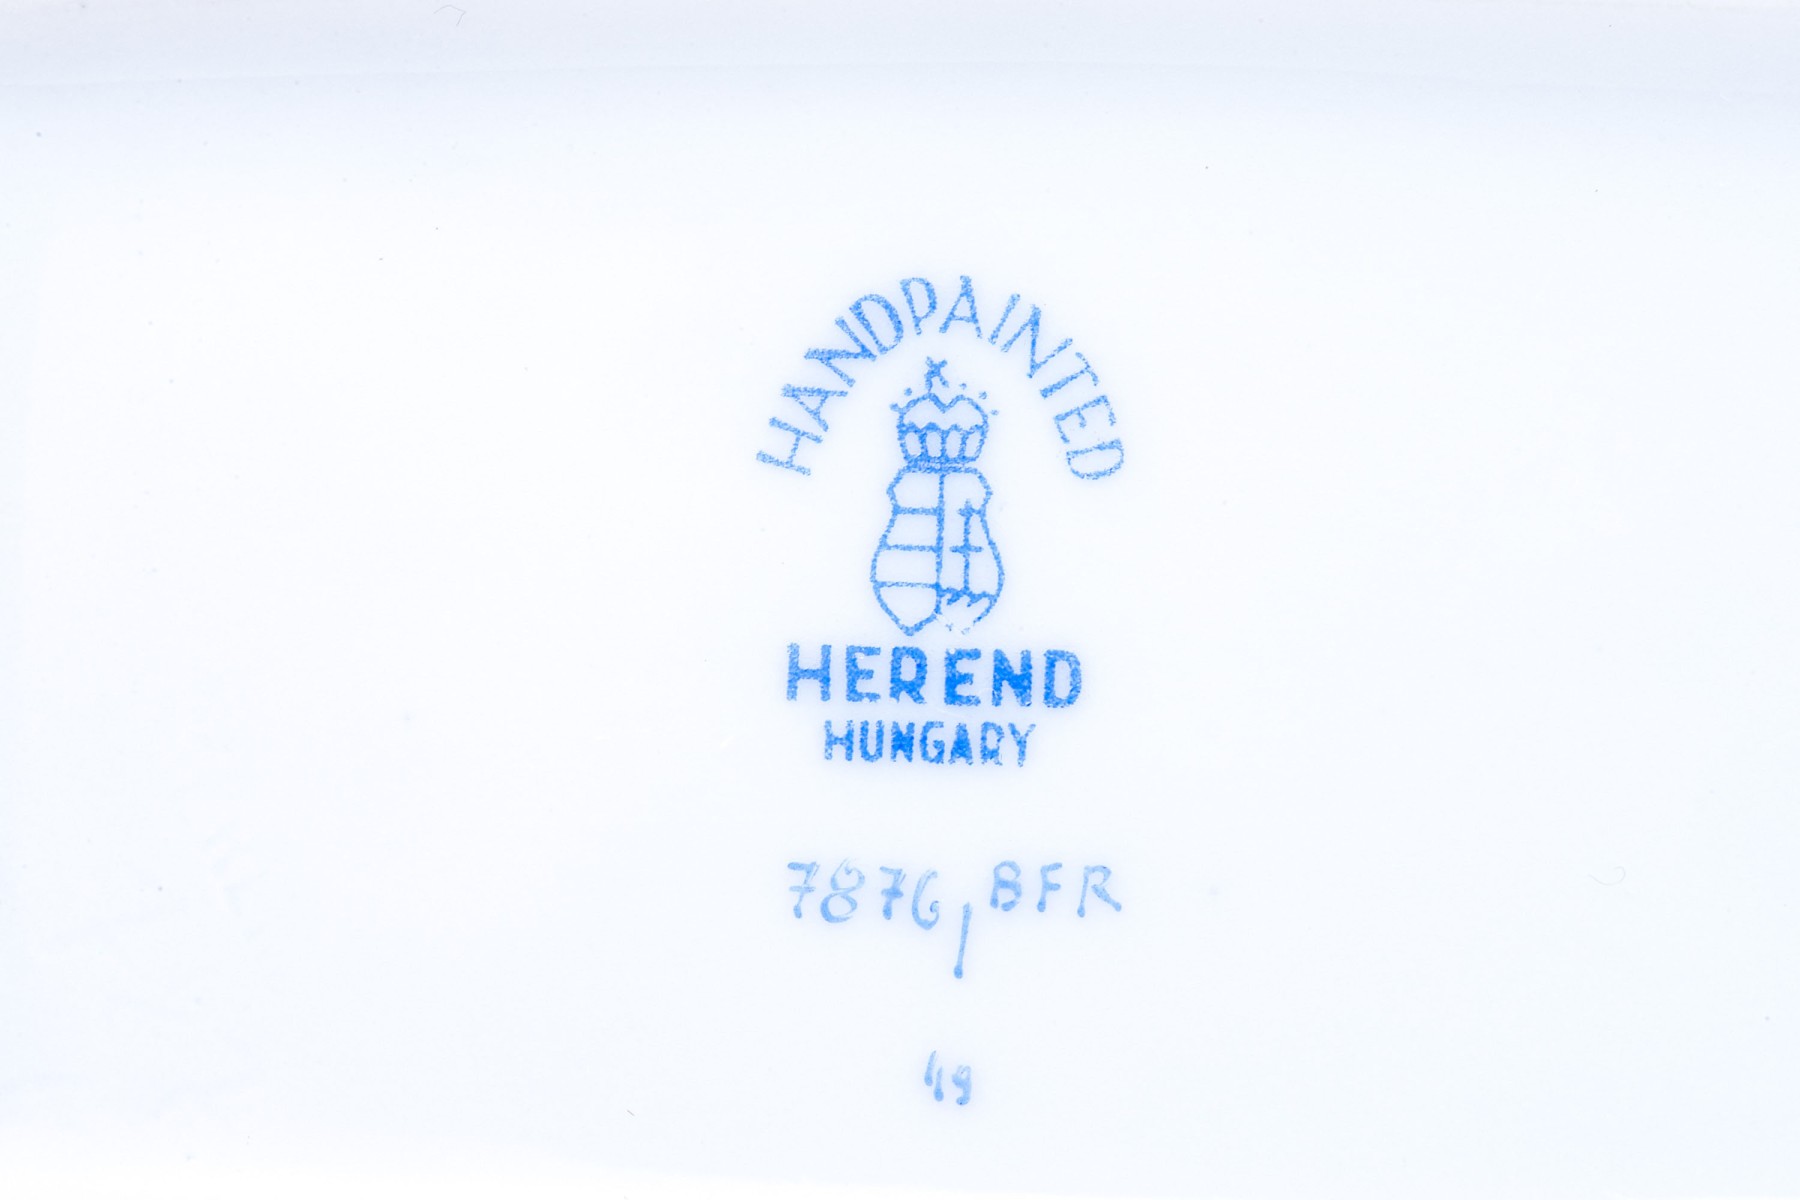 HANDPAINTED
HEREND
HUNGARY
7876, BFR
49